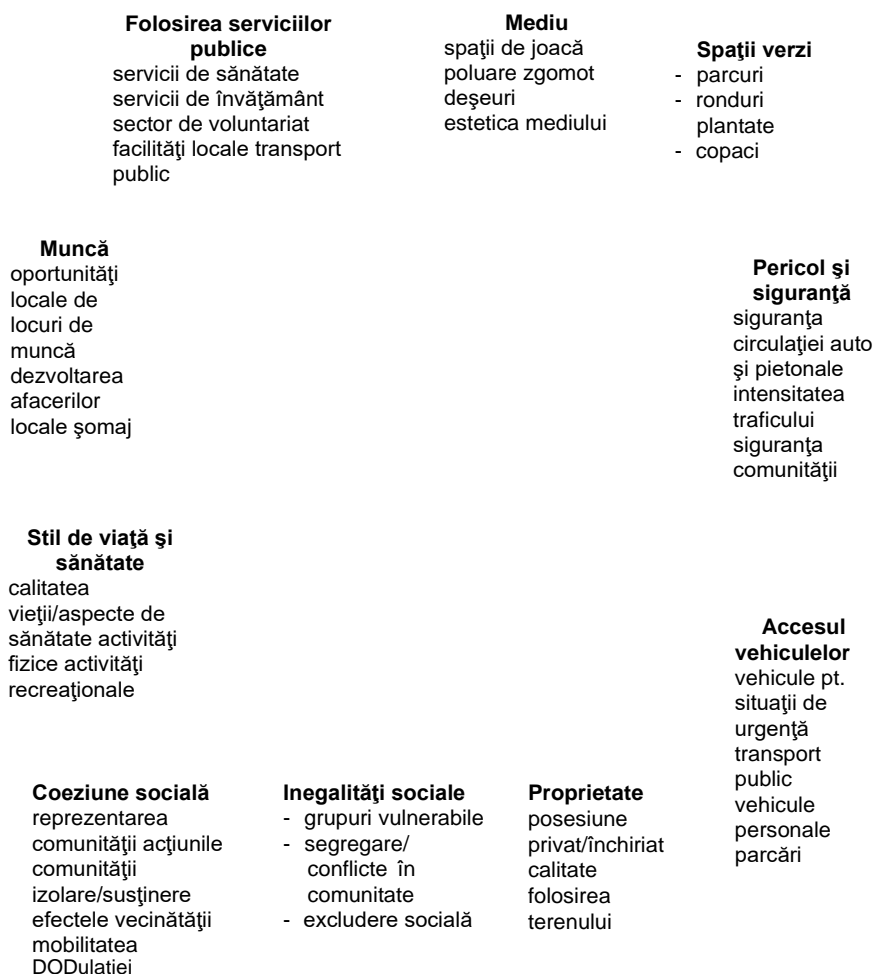 Folosirea serviciilor
publice
servicii de sănătate
servicii de învăţământ
sector de voluntariat
facilităţi locale transport
public
Mediu
spaţii de joacă
poluare zgomot
deşeuri
estetica mediului
Spaţii verzi
- parcuri
- ronduri
plantate
- copaci
Muncă
oportunităţi
locale de
locuri de
muncă
dezvoltarea
afacerilor
locale şomaj
Pericol şi
siguranţă
siguranţa
circulaţiei auto
şi pietonale
intensitatea
traficului
siguranţa
comunităţii
Stil de viaţă şi
sănătate
calitatea
vieţii/aspecte de
sănătate activităţi
fizice activităţi
recreaţionale
Accesul
vehiculelor
vehicule pt.
situaţii de
urgenţă
transport
public
vehicule
personale
parcări
Coeziune socială
reprezentarea
comunităţii acţiunile
comunităţii
izolare/susţinere
efectele vecinătăţii
mobilitatea
DODulatiei
Inegalităţi sociale
- grupuri vulnerabile
- segregare/
conflicte în
comunitate
- excludere socială
Proprietate
posesiune
privat/închiriat
calitate
folosirea
terenului